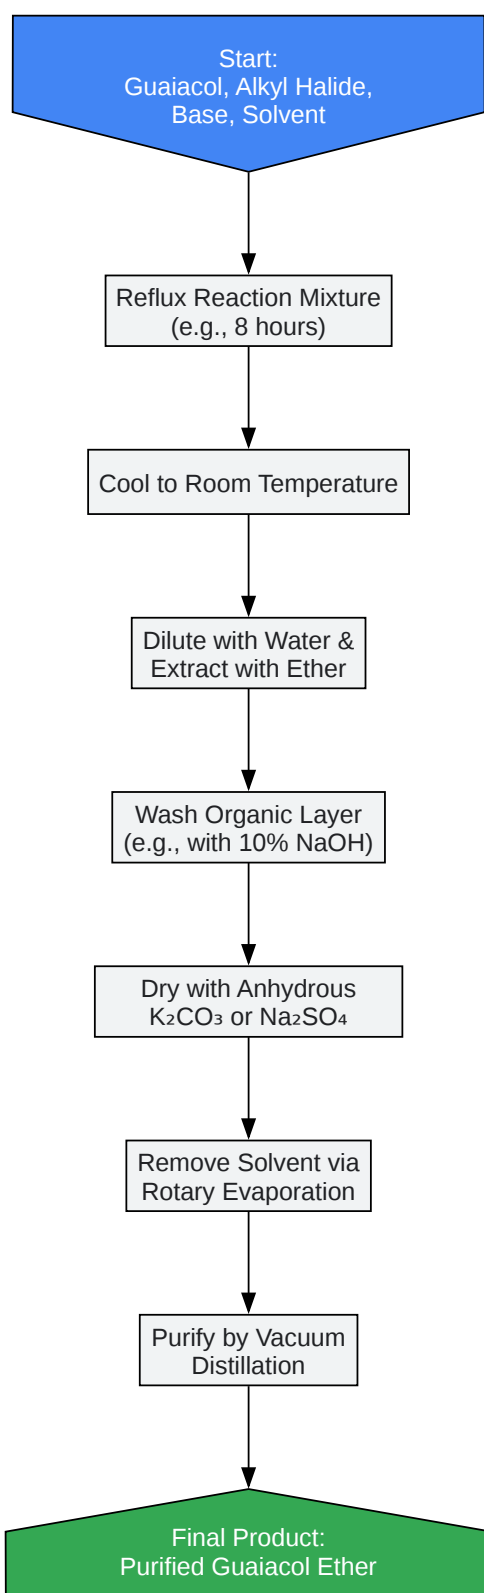 Start:
Guaiacol, Alkyl Halide,
Base, Solvent
Reflux Reaction Mixture
(e.g., 8 hours)
Cool to Room Temperature
Dilute with Water &
Extract with Ether
Wash Organic Layer
(e.g., with 10% NaOH)
Dry with Anhydrous
K₂CO₃ or Na₂SO₄
Remove Solvent via
Rotary Evaporation
Purify by Vacuum
Distillation
Final Product:
Purified Guaiacol Ether